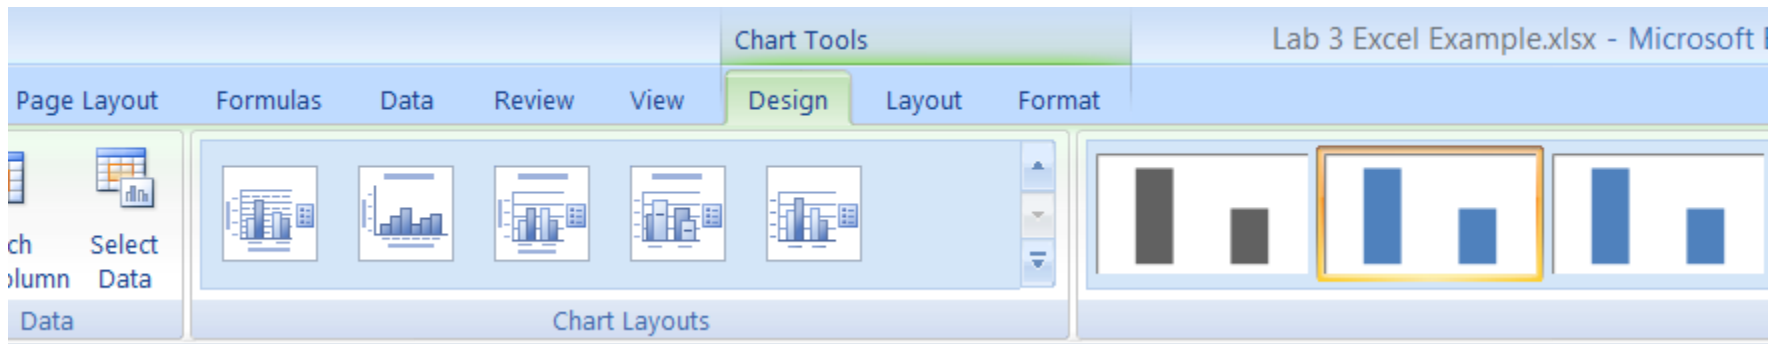 Chart Tools
Lab 3 Excel Example.xlsx - Microsoft
Page Layout Formulas Data Review View Design Layout Format
Select
Data
Data Chart Layouts